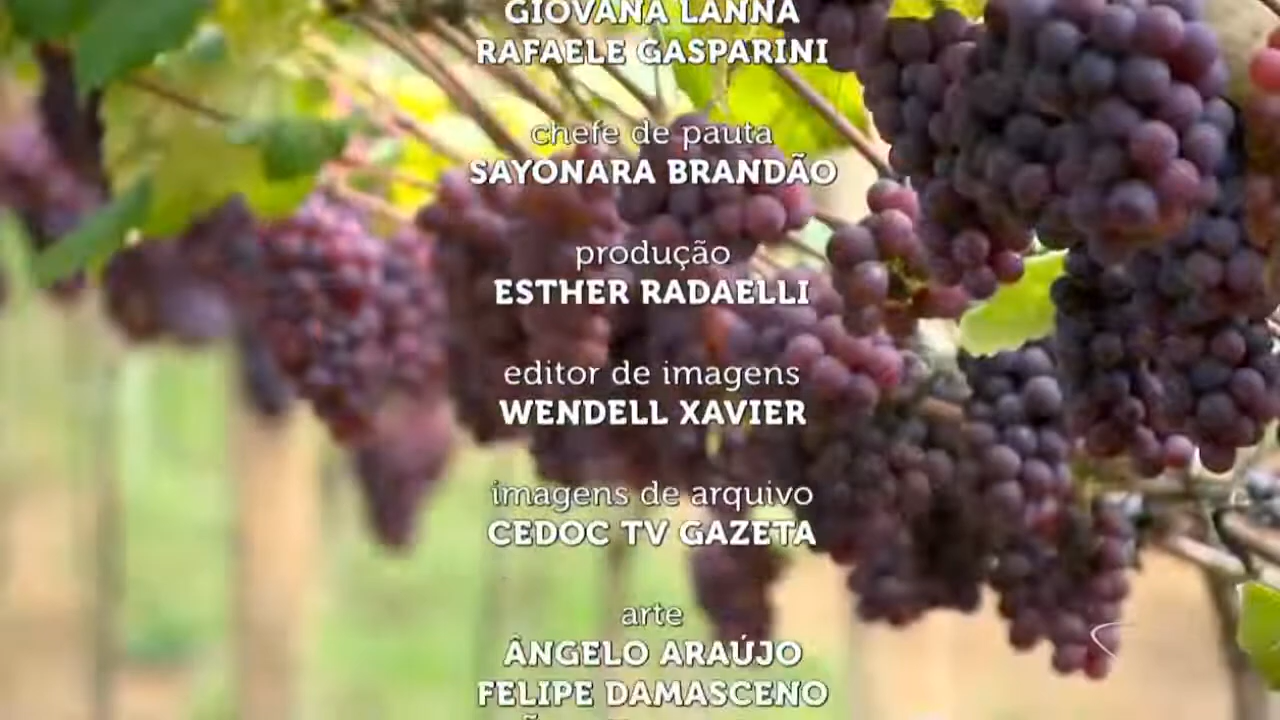 GIOVANA LANNA
RAFAELE GASPARINI
chefe de pauta
SAYONARA BRANDÃO
produção
ESTHER RADAELLI
editor de imagens
WENDELL XAVIER
imagens de arquivo
CEDOC TV GAZETA
arte
ÂNGELO ARAÚJO
FELIPE DAMASCENO